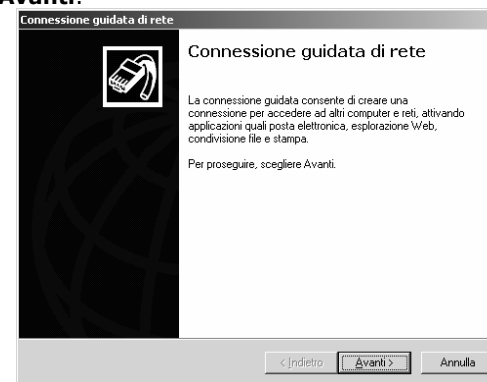 Avanti.
Connessione guidata di rete
Connessione guidata di rete
La connessione guidata consente di creare una
connessione per accedere ad altri computer e reti, attivando
applicazioni quali posta elettronica, esplorazione Web,
condivisione file e stampa.
Per proseguire, scegliere Avanti.
< Indietro Avanti > Annulla